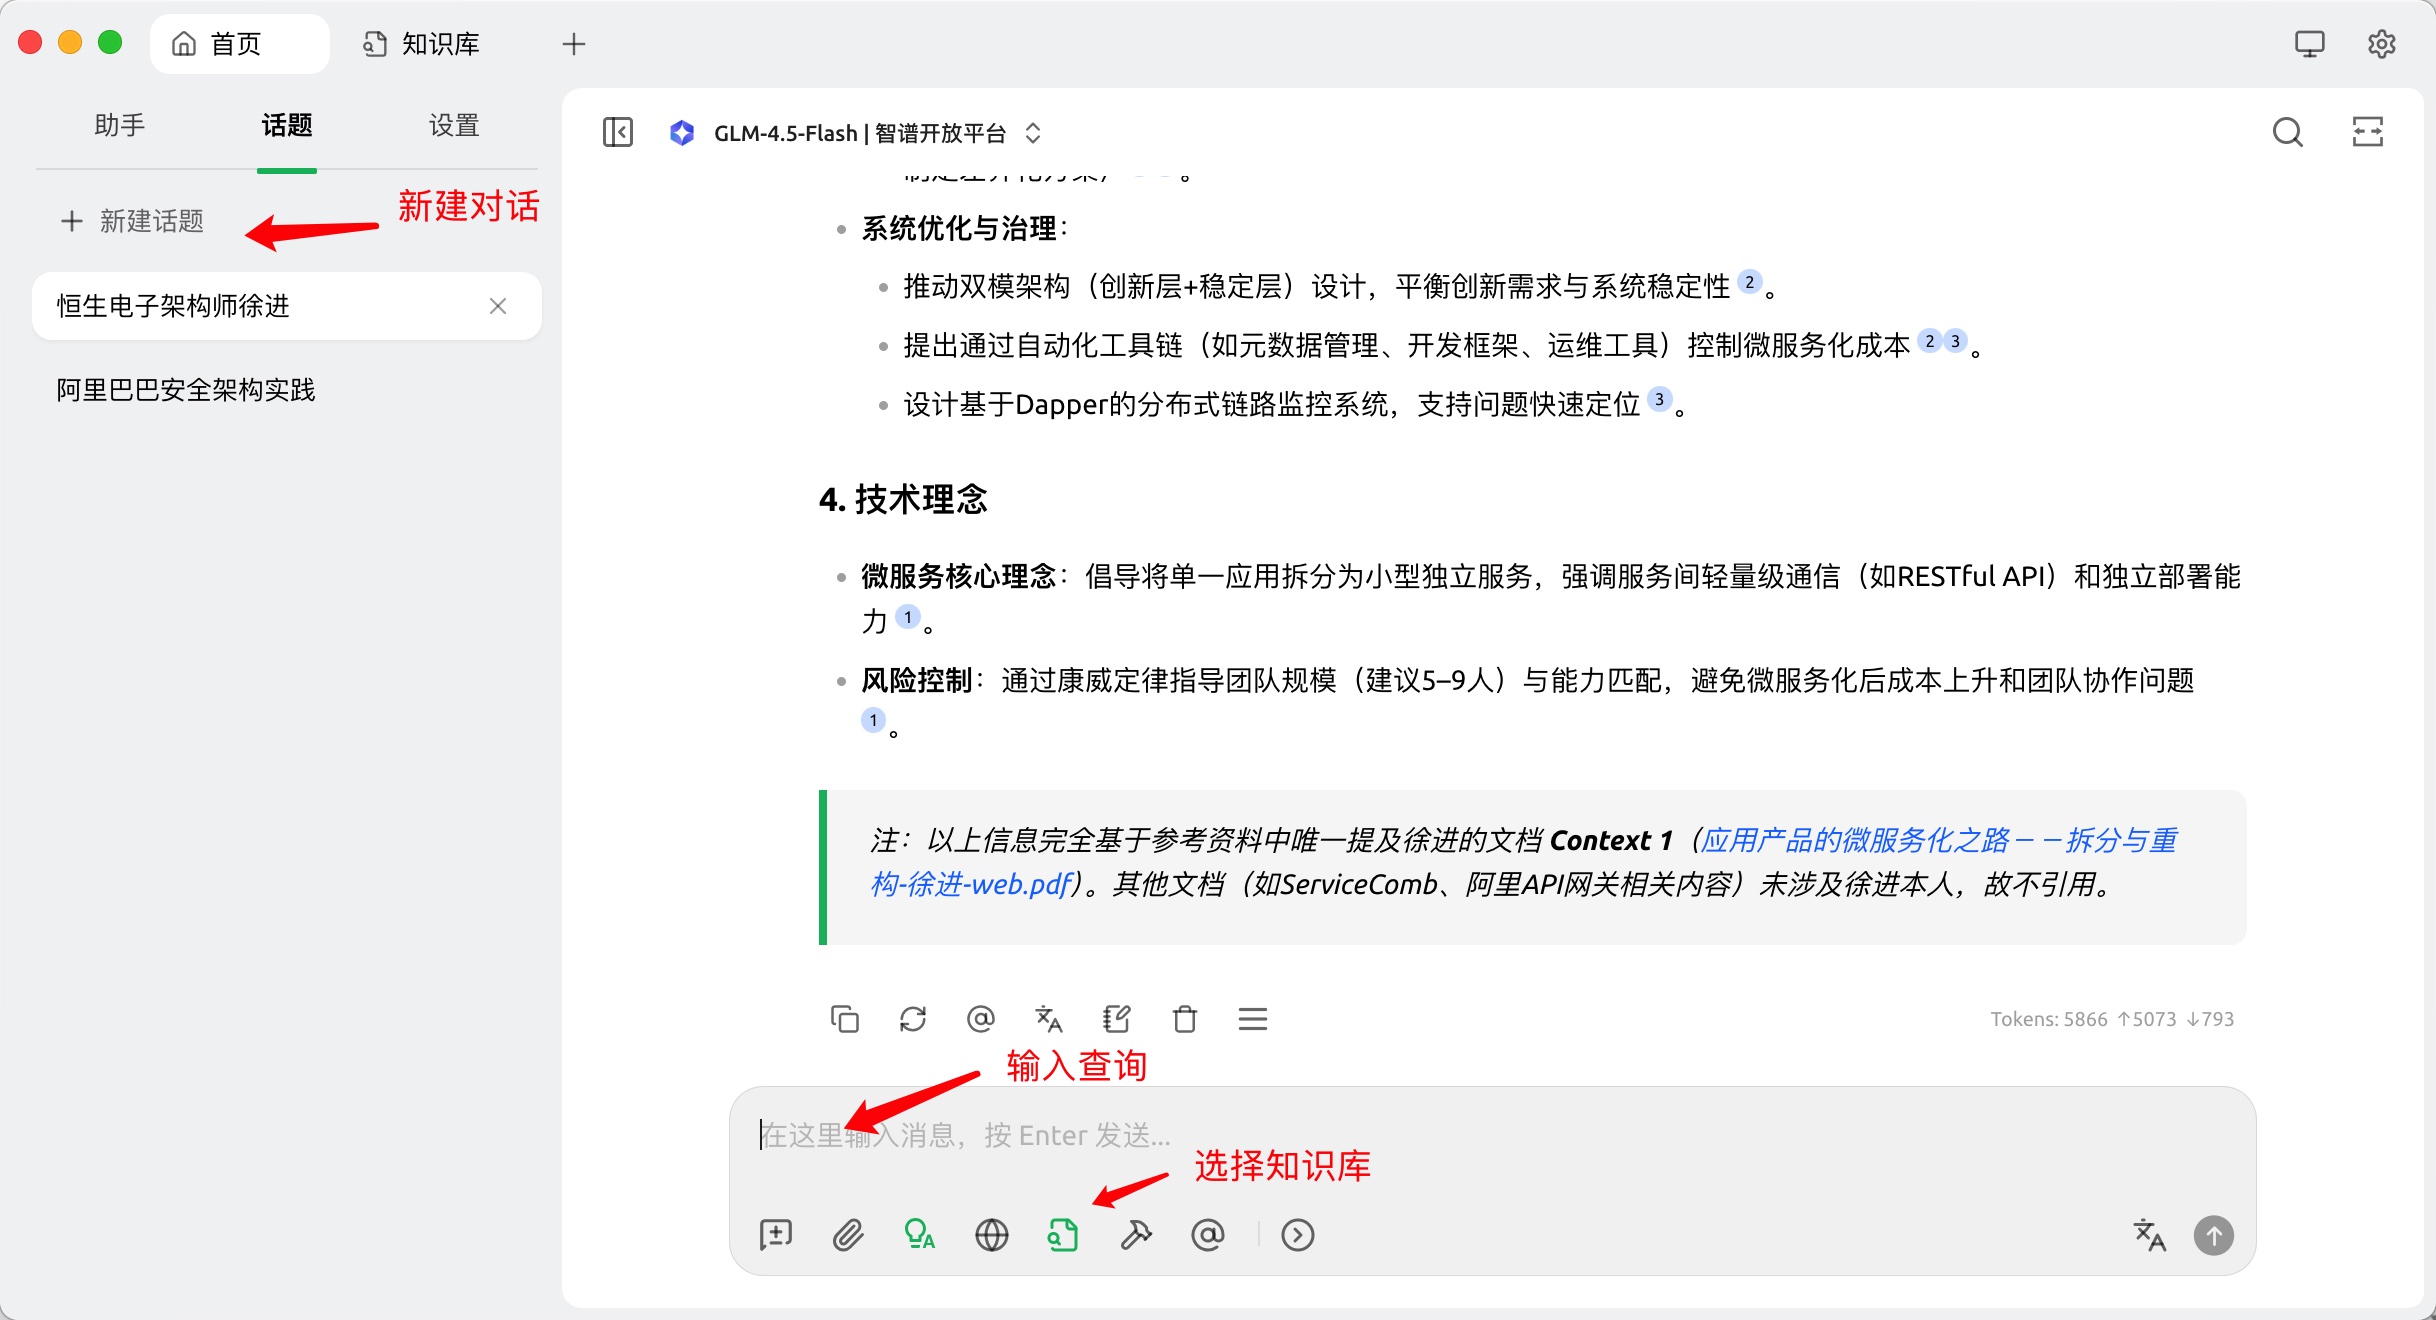 首页
知识库
助手
话题
设置
新建话题
新建对话
恒生电子架构师徐进
阿里巴巴安全架构实践
GLM-4.5-Flash | 智谱开放平台
系统优化与治理：
推动双模架构（创新层+稳定层）设计，平衡创新需求与系统稳定性 2 。
提出通过自动化工具链（如元数据管理、开发框架、运维工具）控制微服务化成本 2 3 。
设计基于Dapper的分布式链路监控系统，支持问题快速定位 3 。
4. 技术理念
微服务核心理念：倡导将单一应用拆分为小型独立服务，强调服务间轻量级通信（如RESTful API）和独立部署能
力 1 。
风险控制：通过康威定律指导团队规模（建议5–9人）与能力匹配，避免微服务化后成本上升和团队协作问题
1 。
注：以上信息完全基于参考资料中唯一提及徐进的文档 Context 1（应用产品的微服务化之路－－拆分与重
构-徐进-web.pdf）。其他文档（如ServiceComb、阿里API网关相关内容）未涉及徐进本人，故不引用。
Tokens: 5866 ↑5073 ↓793
输入查询
在这里输入消息，按 Enter 发送...
选择知识库